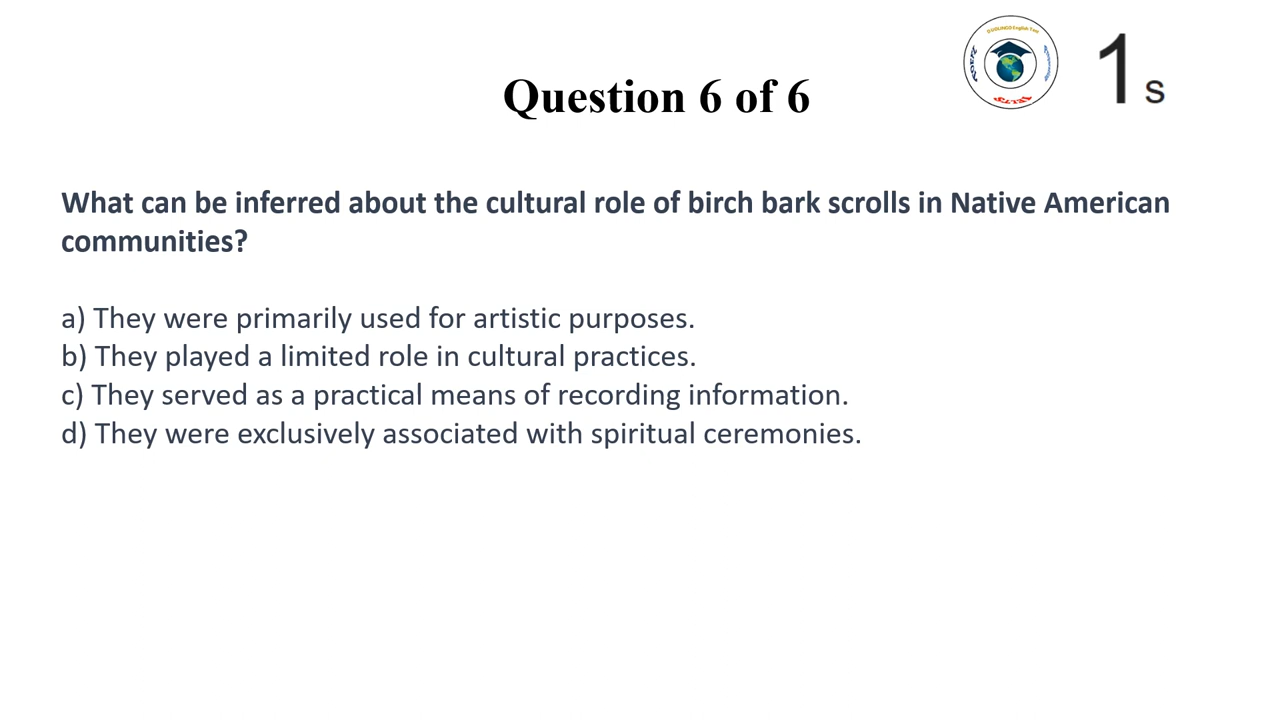 Question 6 of 6
1 s
What can be inferred about the cultural role of birch bark scrolls in Native American
communities?
a) They were primarily used for artistic purposes.
b) They played a limited role in cultural practices.
c) They served as a practical means of recording information.
d) They were exclusively associated with spiritual ceremonies.